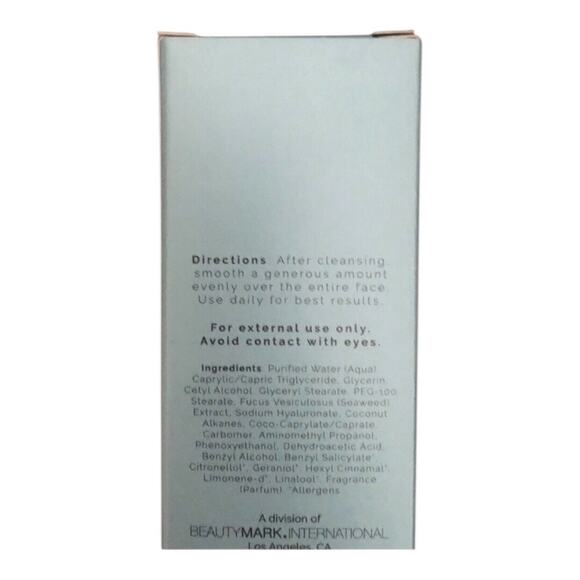 Directions After cleansing
smooth a generous amount
evenly over the entire face.
Use daily for best results.
For external use only.
Avoid contact with eyes.
Ingredients: Purified Water (Aqua)
Caprylic/Capric Triglyceride, Glycerin,
Cetyl Alcohol, Glyceryl Stearate, PEG-100
Stearate, Fucus Vesiculosus (Seaweed)
Extract, Sodium Hyaluronate, Coconut
Alkanes, Coco-Caprylate/Caprate,
Carbomer, Aminomethyl Propanol,
Phenoxyethanol, Dehydroacetic Acid,
Benzyl Alcohol, Benzyl Salicylate*,
Citronellol*, Geraniol*, Hexyl Cinnamal*,
Limonene-d*, Linalool*, Fragrance
(Parfum). *Allergens
A division of
BEAUTYMARK.INTERNATIONAL
Los Angeles, CA